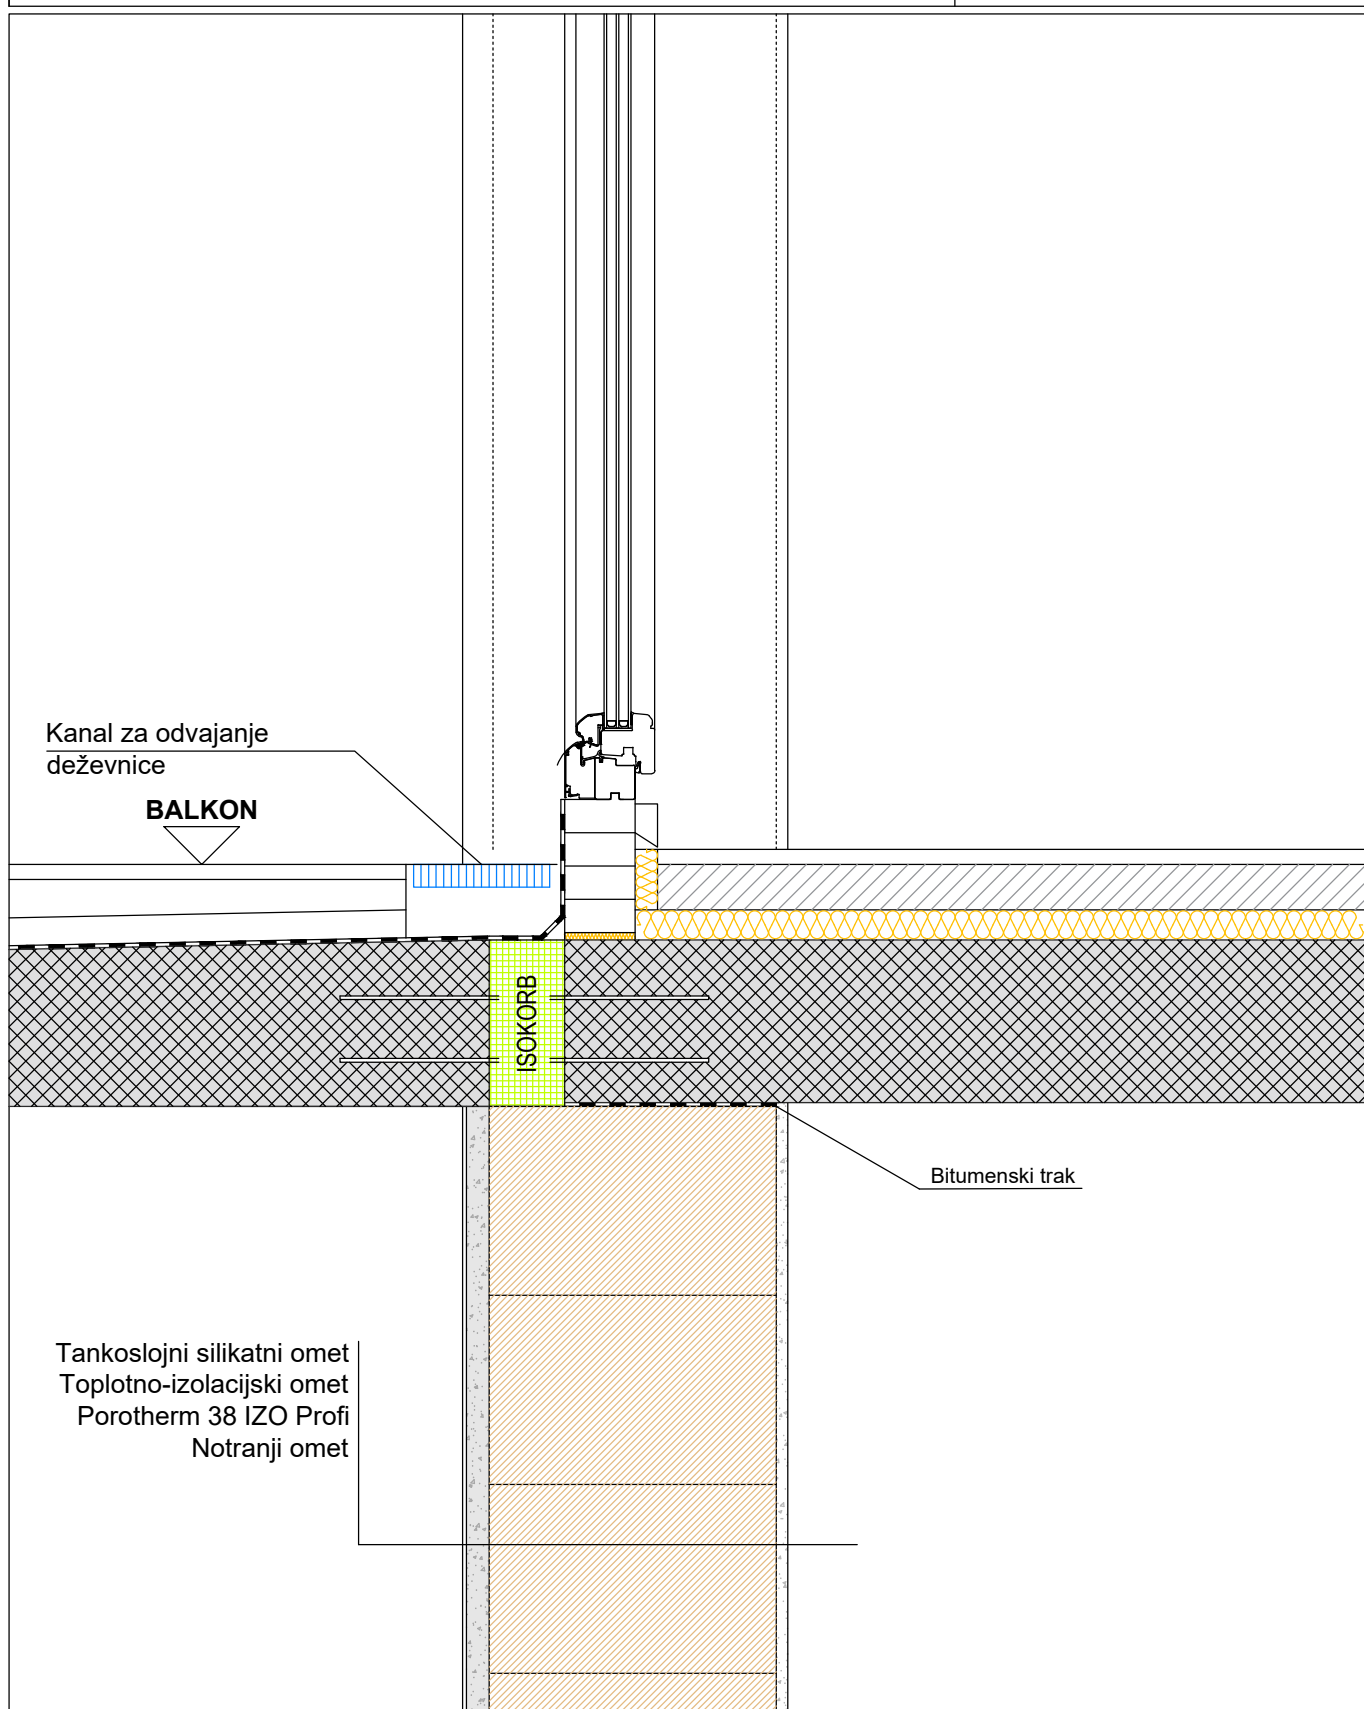 Kanal za odvajanje
deževnice
BALKON
ISOKORB
Bitumenski trak
Tankoslojni silikatni omet
Toplotno-izolacijski omet
Porotherm 38 IZO Profi
Notranji omet